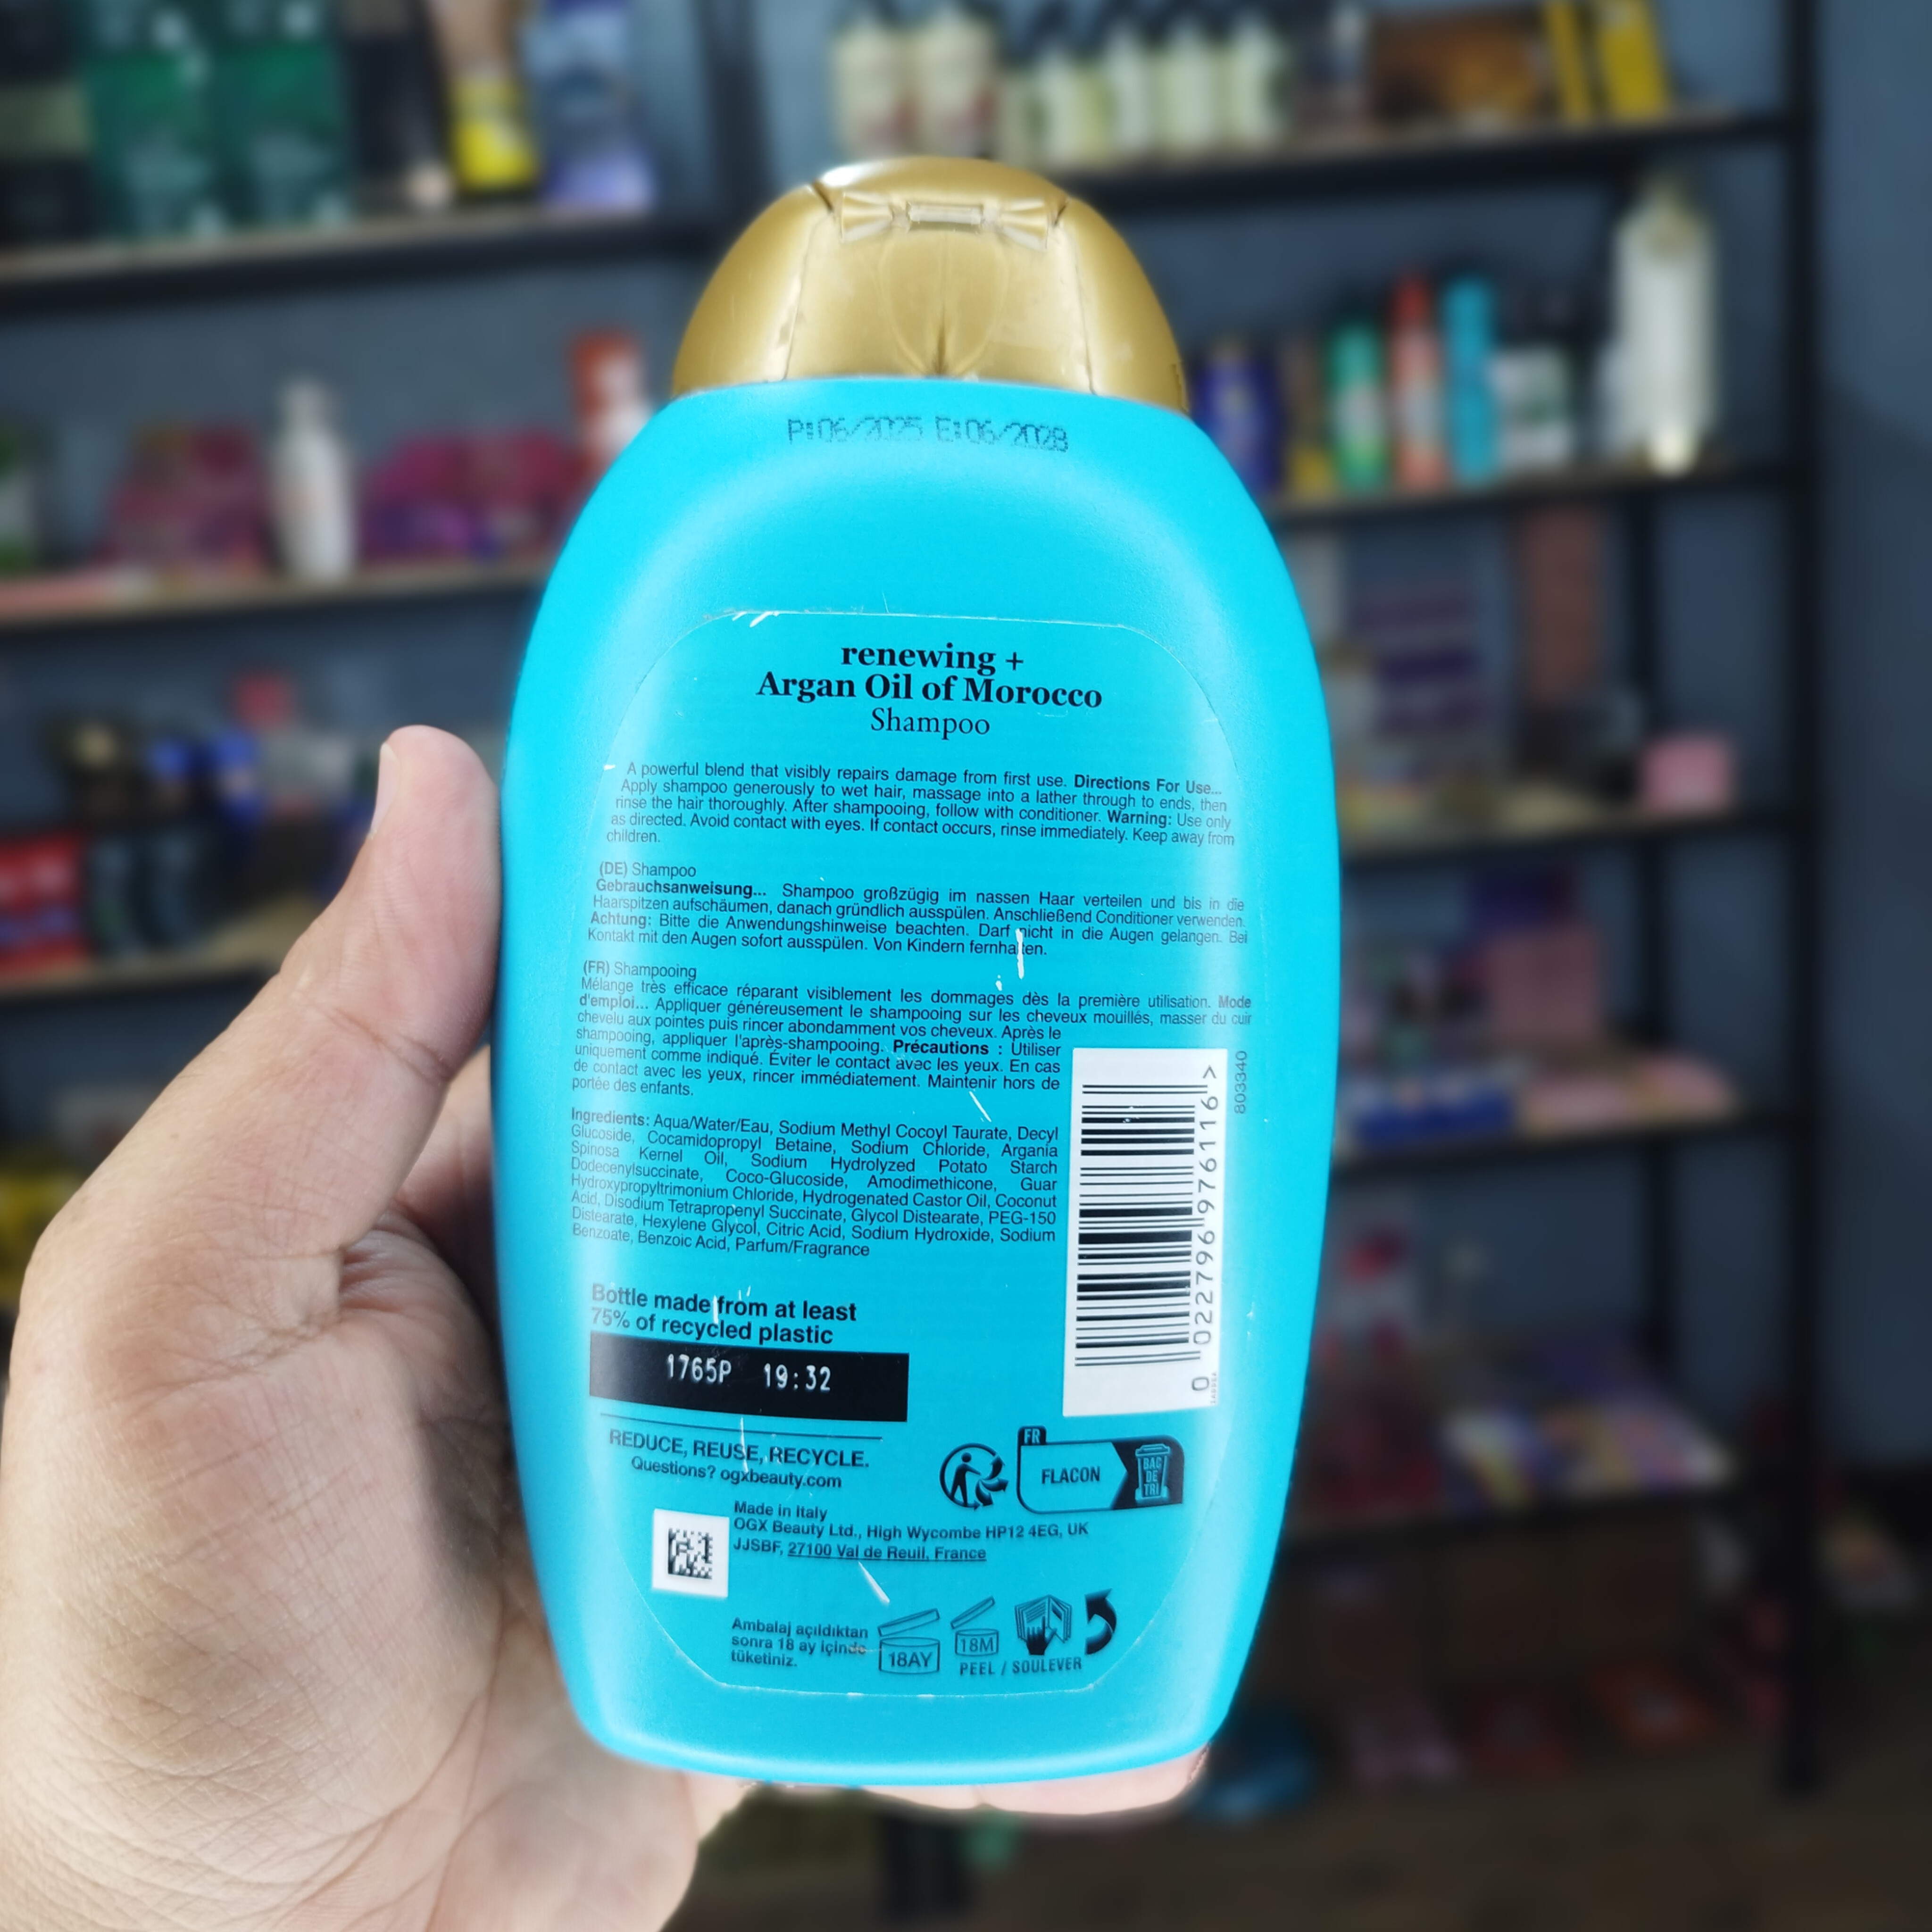 P:06/2025 E:06/2028
renewing +
Argan Oil of Morocco
Shampoo
A powerful blend that visibly repairs damage from first use. Directions For Use...
Apply shampoo generously to wet hair, massage into a lather through to ends, then
rinse the hair thoroughly. After shampooing, follow with conditioner. Warning: Use only
as directed. Avoid contact with eyes. If contact occurs, rinse immediately. Keep away from
children.
(DE) Shampoo
Gebrauchsanweisung... Shampoo großzügig im nassen Haar verteilen und bis in die
Haarspitzen aufschäumen, danach gründlich ausspülen. Anschließend Conditioner verwenden.
Achtung: Bitte die Anwendungshinweise beachten. Darf nicht in die Augen gelangen. Bei
Kontakt mit den Augen sofort ausspülen. Von Kindern fernhalten.
(FR) Shampooing
Mélange très efficace réparant visiblement les dommages dès la première utilisation. Mode
d'emploi... Appliquer généreusement le shampooing sur les cheveux mouillés, masser du cuir
chevelu aux pointes puis rincer abondamment vos cheveux. Après le
shampooing, appliquer l'après-shampooing. Précautions : Utiliser
uniquement comme indiqué. Éviter le contact avec les yeux. En cas
de contact avec les yeux, rincer immédiatement. Maintenir hors de
portée des enfants.
Ingredients: Aqua/Water/Eau, Sodium Methyl Cocoyl Taurate, Decyl
Glucoside, Cocamidopropyl Betaine, Sodium Chloride, Argania
Spinosa Kernel Oil, Sodium Hydrolyzed Potato Starch
Dodecenylsuccinate, Coco-Glucoside, Amodimethicone, Guar
Hydroxypropyltrimonium Chloride, Hydrogenated Castor Oil, Coconut
Acid, Disodium Tetrapropenyl Succinate, Glycol Distearate, PEG-150
Distearate, Hexylene Glycol, Citric Acid, Sodium Hydroxide, Sodium
Benzoate, Benzoic Acid, Parfum/Fragrance
803340
0 022796 976116 >
Bottle made from at least
75% of recycled plastic
1765P 19:32
REDUCE, REUSE, RECYCLE.
Questions? ogxbeauty.com
FR
FLACON
BAC
DE
TRI
Made in Italy
OGX Beauty Ltd., High Wycombe HP12 4EG, UK
JJSBF, 27100 Val de Reuil, France
Ambalaj açıldıktan
sonra 18 ay içinde
tüketiniz.
18AY
18M
PEEL / SOULEVER